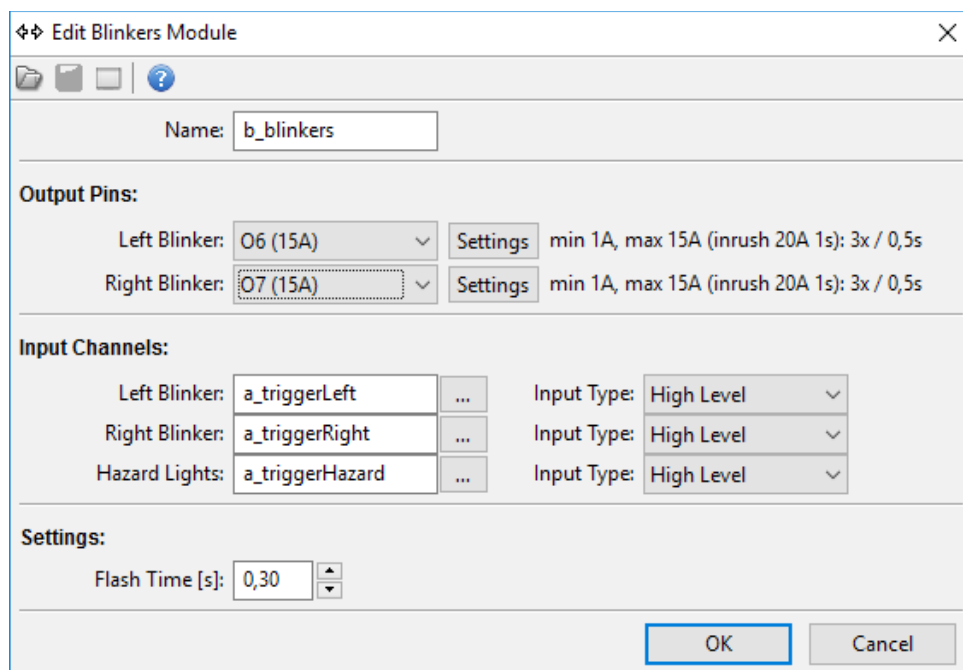 Edit Blinkers Module
Name: b_blinkers
Output Pins:
Left Blinker: O6 (15A) Settings min 1A, max 15A (inrush 20A 1s): 3x / 0,5s
Right Blinker: O7 (15A) Settings min 1A, max 15A (inrush 20A 1s): 3x / 0,5s
Input Channels:
Left Blinker: a_triggerLeft ... Input Type: High Level
Right Blinker: a_triggerRight ... Input Type: High Level
Hazard Lights: a_triggerHazard ... Input Type: High Level
Settings:
Flash Time [s]: 0,30
OK Cancel